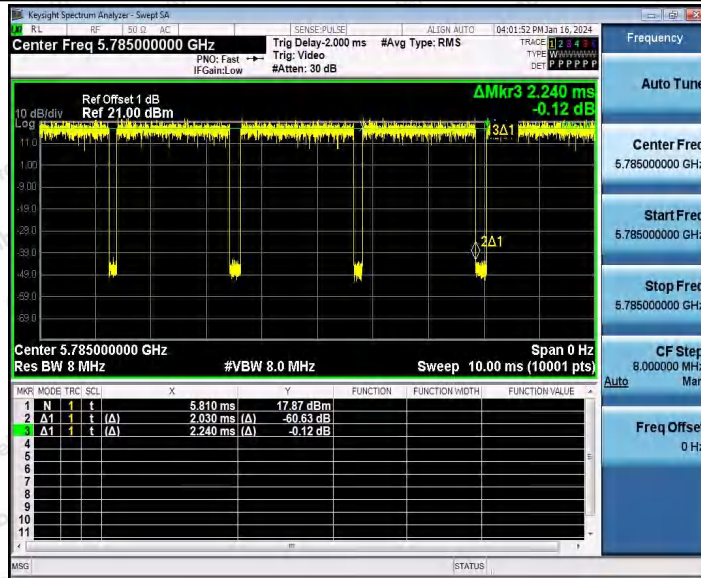 Keysight Spectrum Analyzer - Swept SA
RL RF 50 Ω AC SENSE:PULSE ALIGN AUTO 04:01:52 PM Jan 16, 2024
Center Freq 5.785000000 GHz
PNO: Fast
IFGain:Low
Trig Delay-2.000 ms
Trig: Video
#Atten: 30 dB
#Avg Type: RMS
TRACE 1 2 3 4 5 6
TYPE
DET P P P P P P
Frequency
Auto Tune
Center Freq
5.785000000 GHz
Start Freq
5.785000000 GHz
Stop Freq
5.785000000 GHz
CF Step
8.000000 MHz
Auto Man
Freq Offset
0 Hz
ΔMkr3 2.240 ms
-0.12 dB
Ref Offset 1 dB
10 dB/div Ref 21.00 dBm
Log
11.0
1.00
-9.00
-19.0
-29.0
-39.0
-49.0
-59.0
-69.0
3Δ1
2Δ1
Center 5.785000000 GHz Span 0 Hz
Res BW 8 MHz #VBW 8.0 MHz Sweep 10.00 ms (10001 pts)
MKR MODE TRC SCL X Y FUNCTION FUNCTION WIDTH FUNCTION VALUE
1 N 1 t 5.810 ms 17.87 dBm
2 Δ1 1 t (Δ) 2.030 ms (Δ) -60.63 dB
3 Δ1 1 t (Δ) 2.240 ms (Δ) -0.12 dB
4
5
6
7
8
9
10
11
MSG STATUS